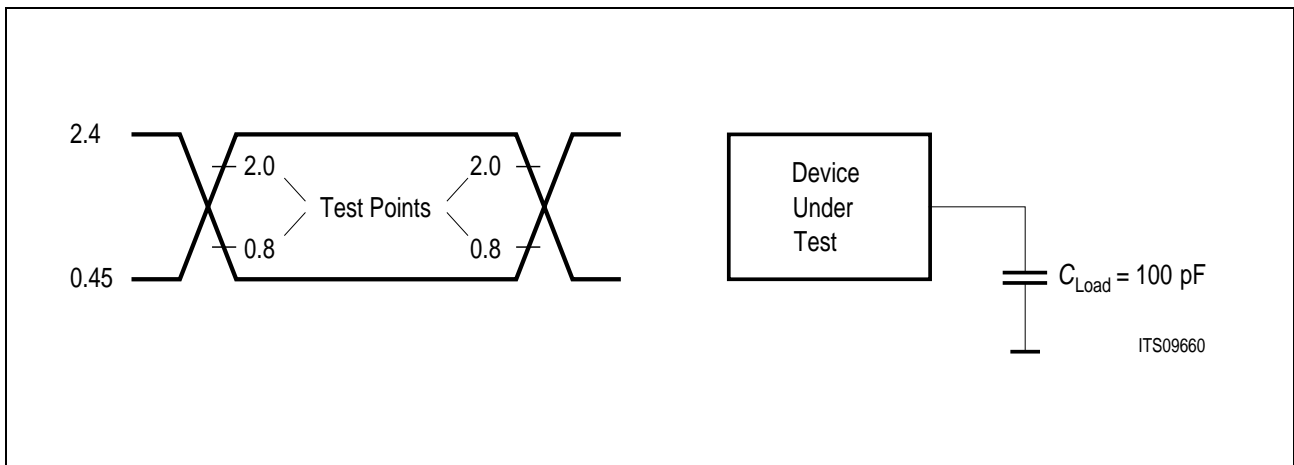 2.4
2.0
2.0
Test Points
0.8
0.8
0.45
Device
Under
Test
C Load = 100 pF
ITS09660